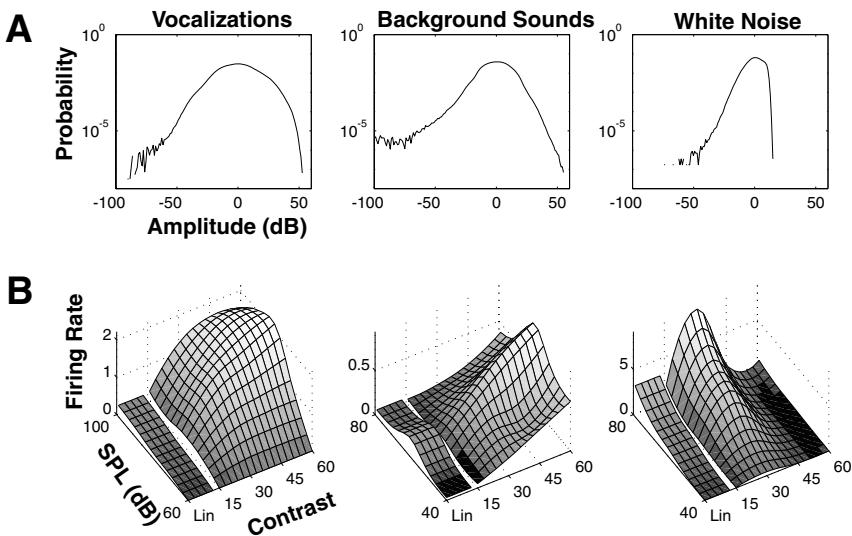 A
Vocalizations
Background Sounds
White Noise
Probability
10^0
10^-5
-100 -50 0 50
10^0
10^-5
-100 -50 0 50
10^0
10^-5
-100 -50 0 50
Amplitude (dB)
B
Firing Rate
2
1
0
100
SPL (dB)
60
Lin
15
30
45
60
Contrast
0.5
0
80
40
Lin
15
30
45
60
5
0
80
40
Lin
15
30
45
60